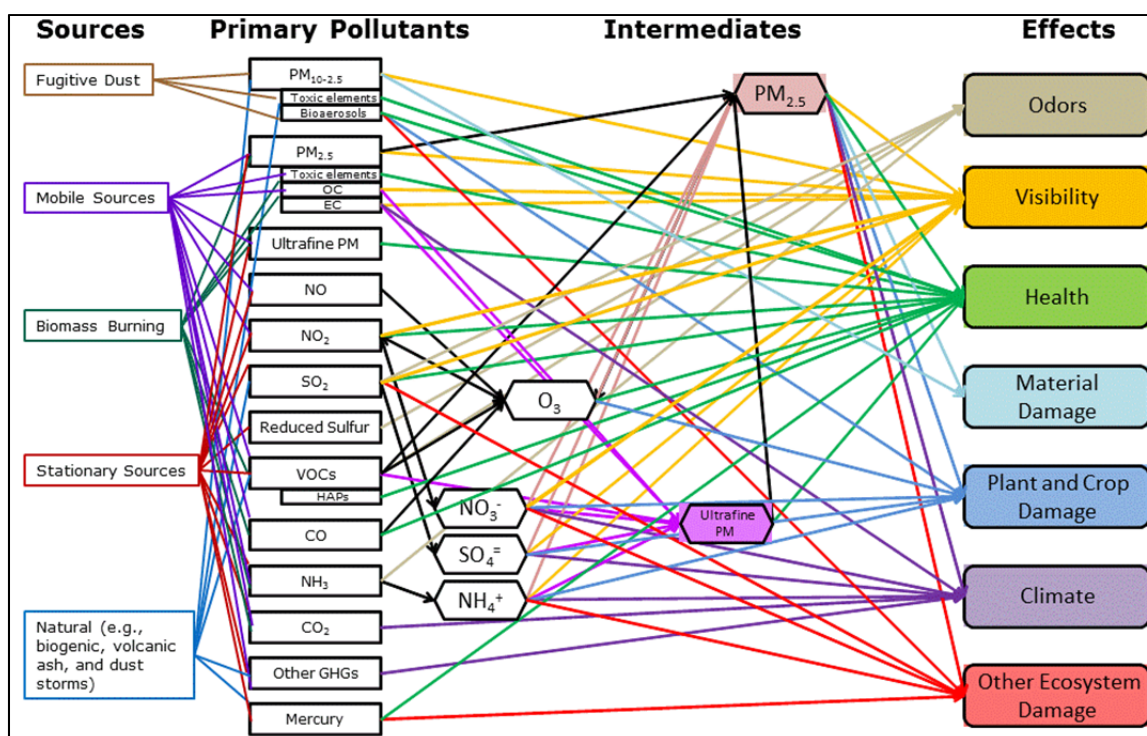 Sources
Primary Pollutants
Intermediates
Effects
Fugitive Dust
Mobile Sources
Biomass Burning
Stationary Sources
Natural (e.g.,
biogenic, volcanic
ash, and dust
storms)
PM10-2.5
Toxic elements
Bioaerosols
PM2.5
Toxic elements
OC
EC
Ultrafine PM
NO
NO2
SO2
Reduced Sulfur
VOCs
HAPs
CO
NH3
CO2
Other GHGs
Mercury
PM2.5
O3
NO3-
SO4=
NH4+
Ultrafine
PM
Odors
Visibility
Health
Material
Damage
Plant and Crop
Damage
Climate
Other Ecosystem
Damage